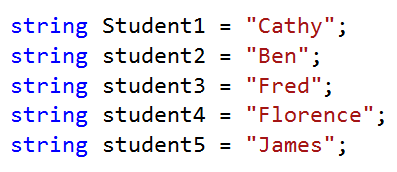 string Student1 = "Cathy";
string student2 = "Ben";
string student3 = "Fred";
string student4 = "Florence";
string student5 = "James";